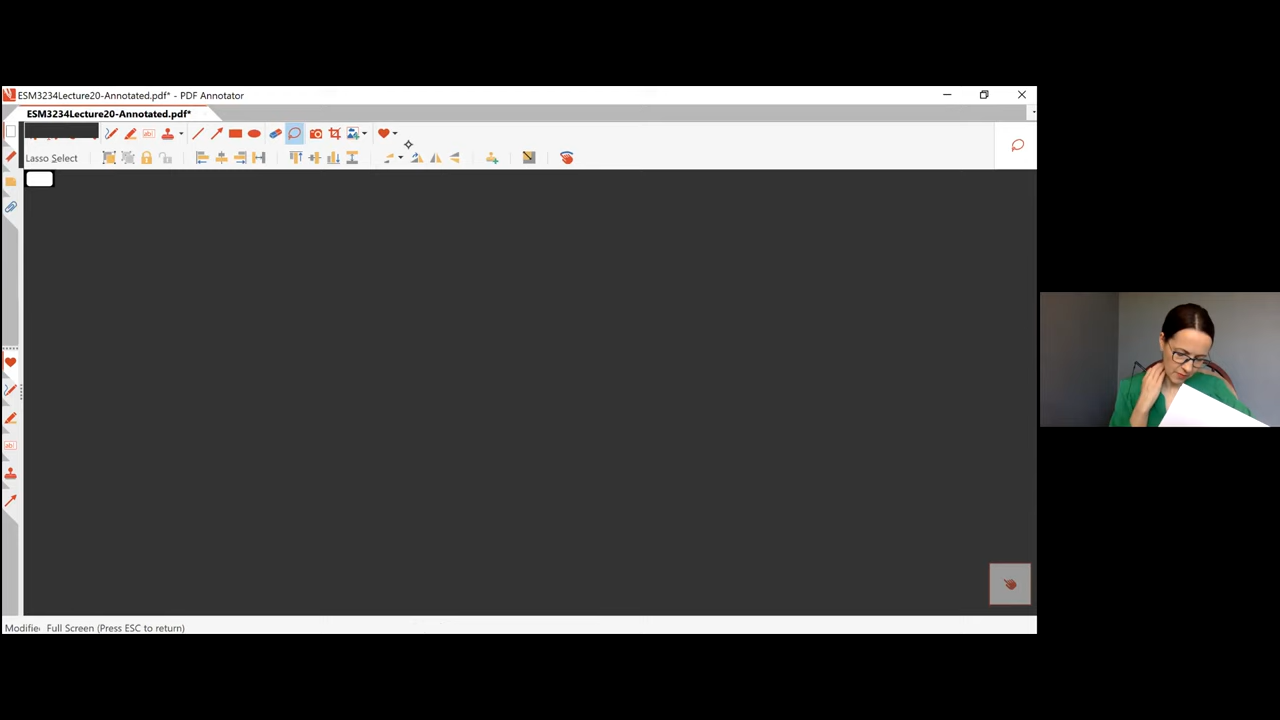 ESM3234Lecture20-Annotated.pdf* - PDF Annotator
ESM3234Lecture20-Annotated.pdf*
Lasso Select
Full Screen (Press ESC to return)